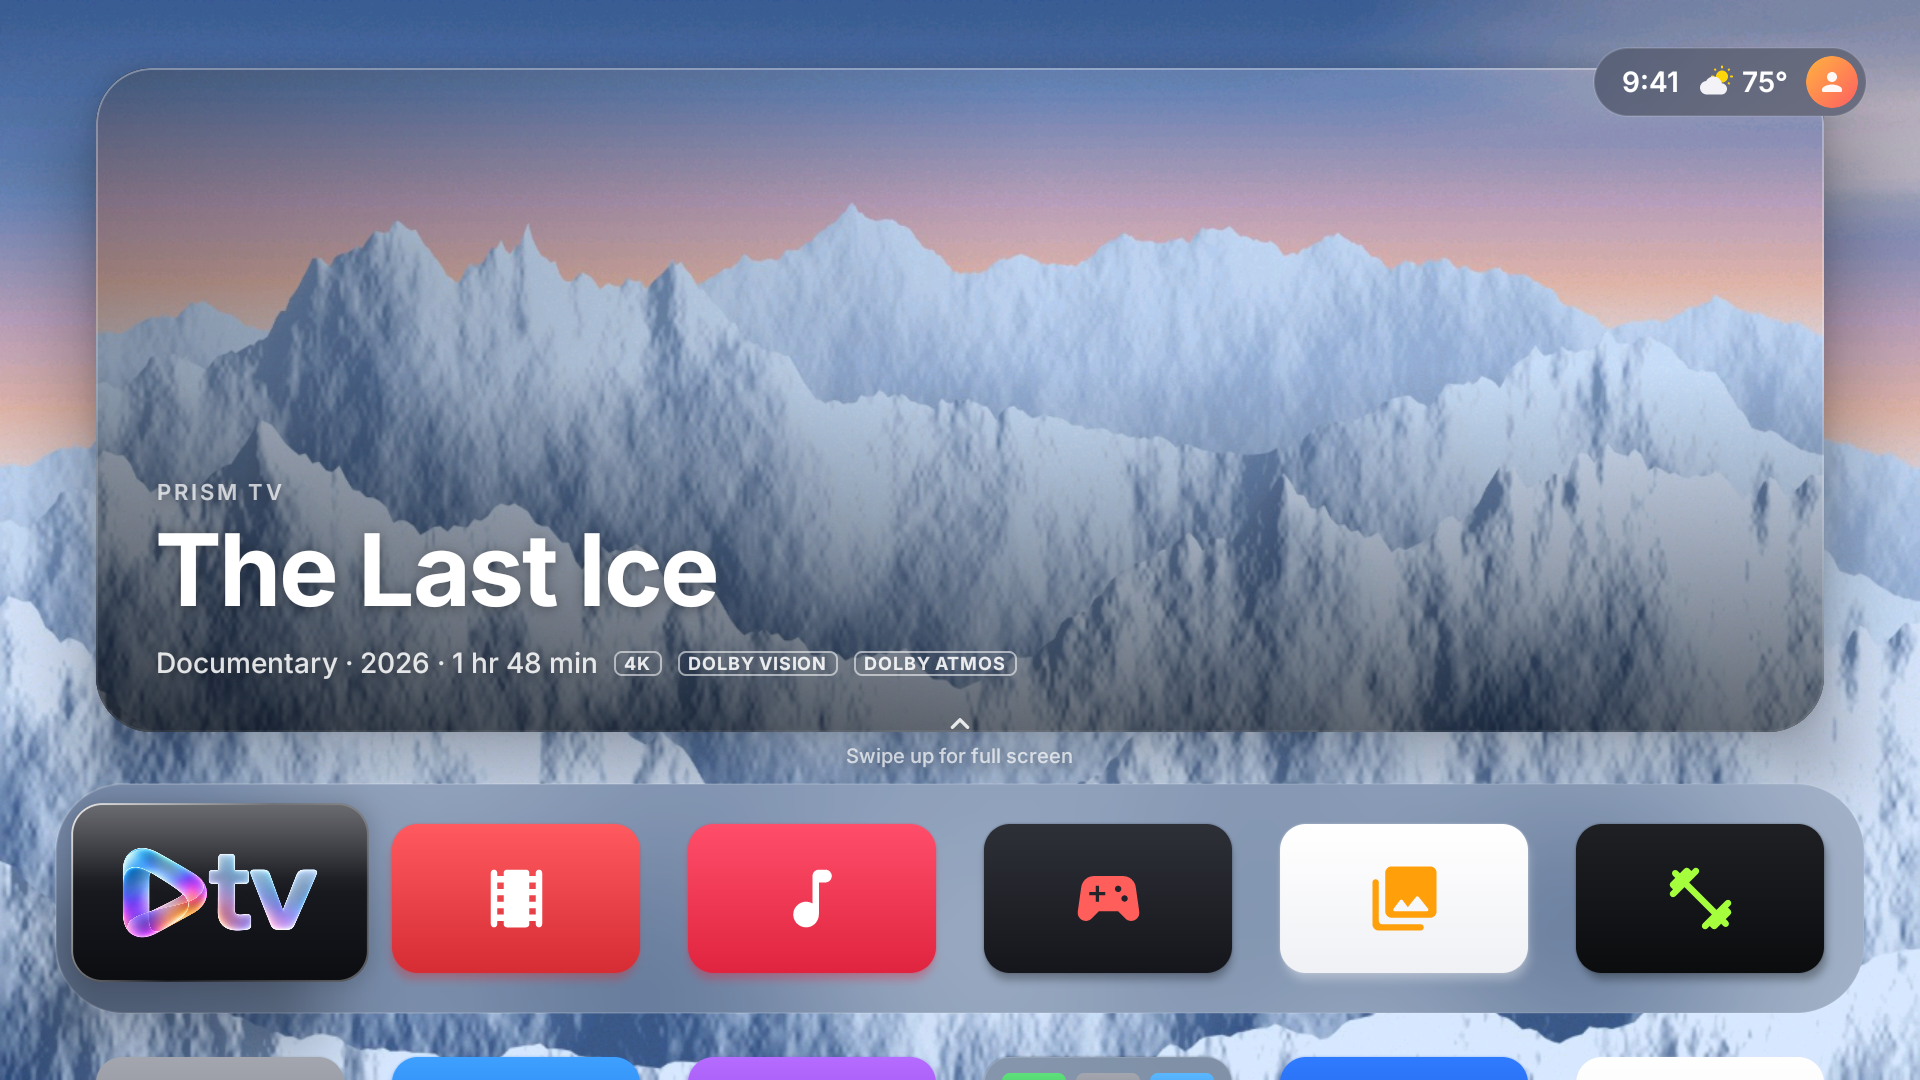 9:41 75°
PRISM TV
The Last Ice
Documentary · 2026 · 1 hr 48 min 4K DOLBY VISION DOLBY ATMOS
Swipe up for full screen
tv